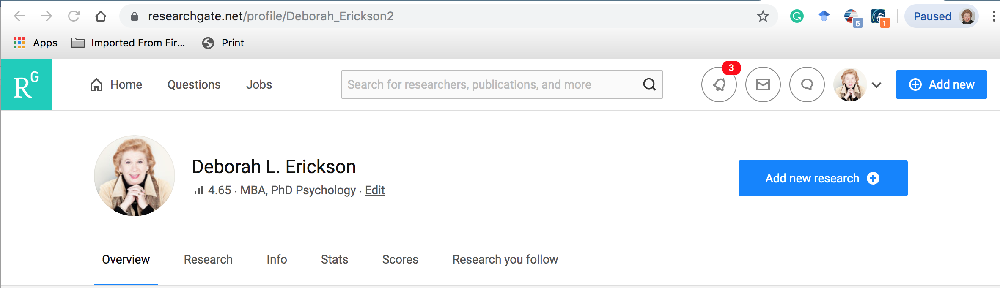 researchgate.net/profile/Deborah_Erickson2
G
5
1
Paused
Apps
Imported From Fir...
Print
RG
Home
Questions
Jobs
Search for researchers, publications, and more
3
Add new
Deborah L. Erickson
4.65 · MBA, PhD Psychology · Edit
Add new research
Overview
Research
Info
Stats
Scores
Research you follow